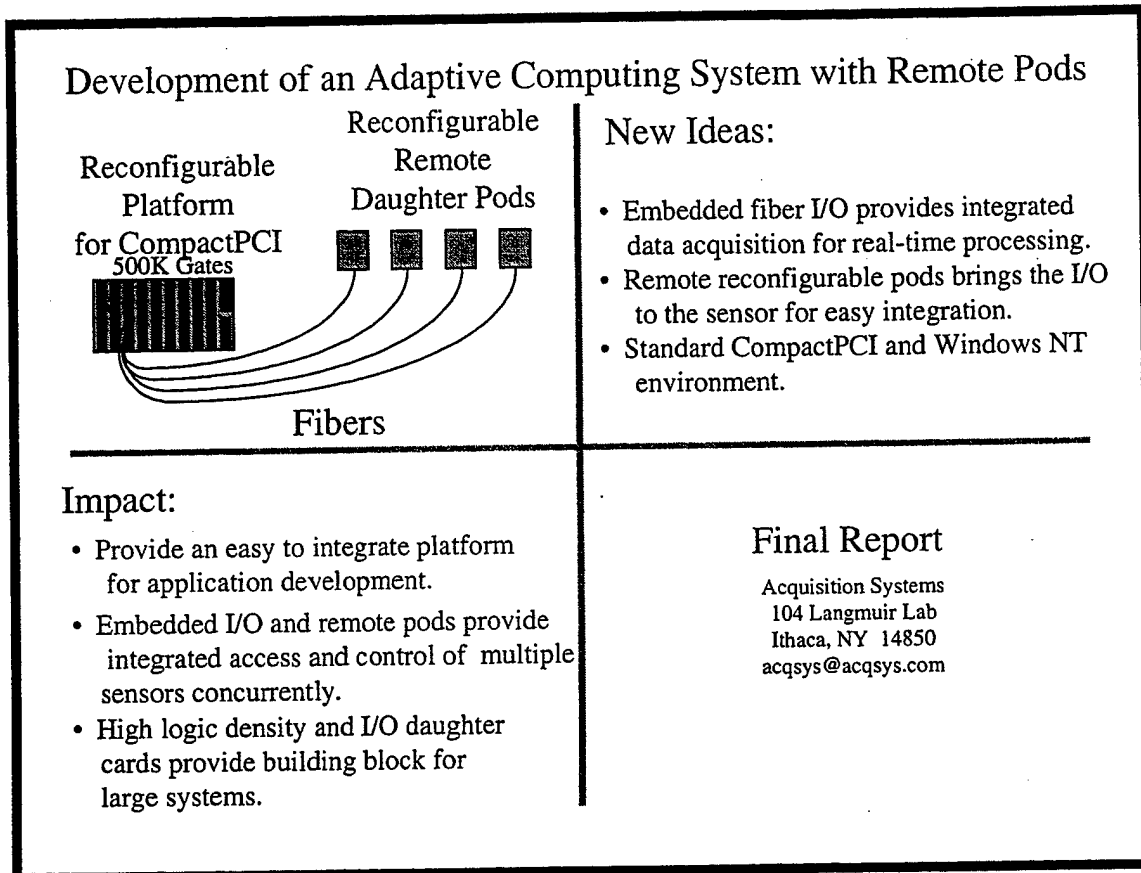 Development of an Adaptive Computing System with Remote Pods
Reconfigurable
Platform
for CompactPCI
500K Gates
Reconfigurable
Remote
Daughter Pods
Fibers
New Ideas:
• Embedded fiber I/O provides integrated
data acquisition for real-time processing.
• Remote reconfigurable pods brings the I/O
to the sensor for easy integration.
• Standard CompactPCI and Windows NT
environment.
Impact:
• Provide an easy to integrate platform
for application development.
• Embedded I/O and remote pods provide
integrated access and control of multiple
sensors concurrently.
• High logic density and I/O daughter
cards provide building block for
large systems.
Final Report
Acquisition Systems
104 Langmuir Lab
Ithaca, NY 14850
acqsys@acqsys.com